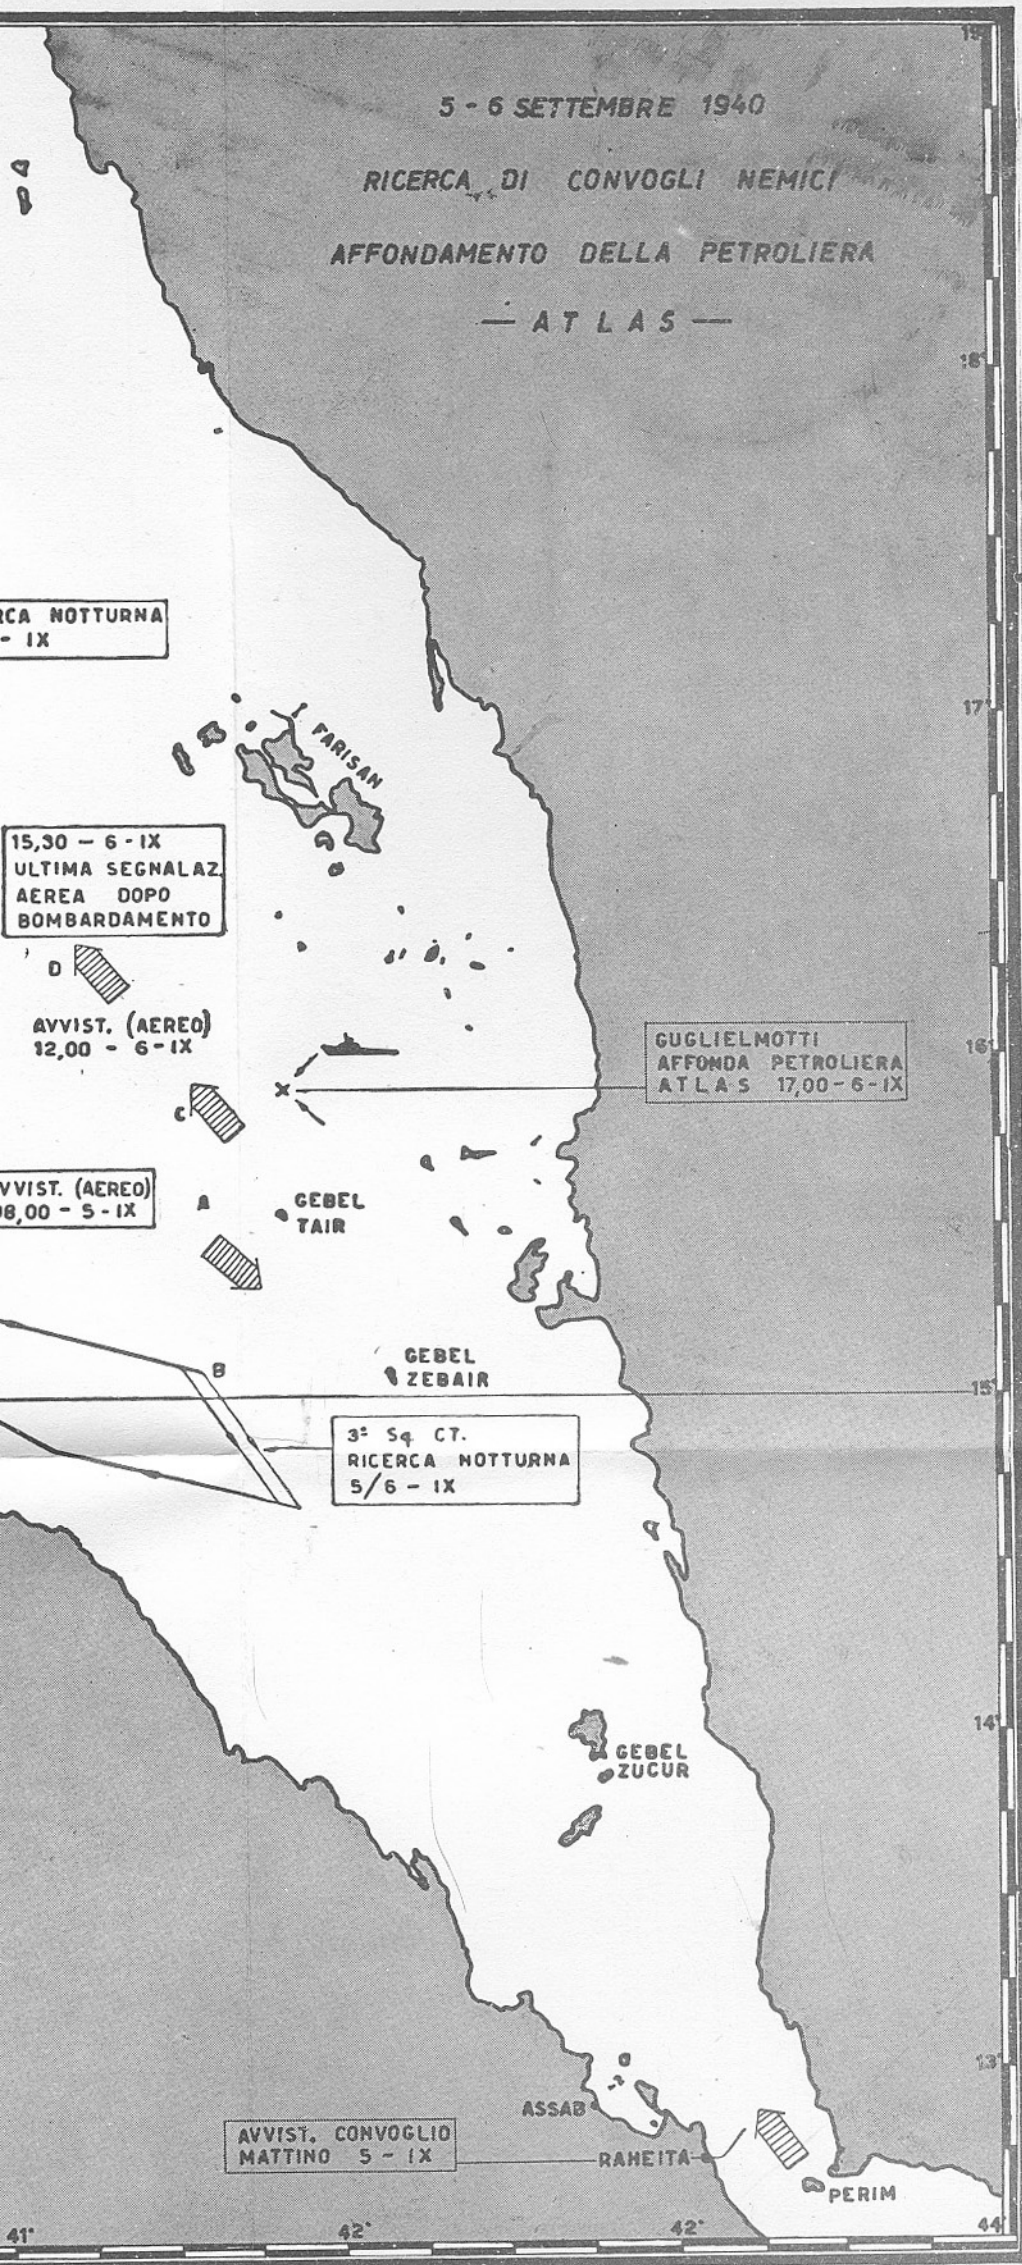 5 - 6 SETTEMBRE 1940
RICERCA DI CONVOGLI NEMICI
AFFONDAMENTO DELLA PETROLIERA
— ATLAS —
19°
18°
RCA NOTTURNA
- IX
17°
FARISAN
15,30 — 6 - IX
ULTIMA SEGNALAZ.
AEREA DOPO
BOMBARDAMENTO
D
AVVIST. (AEREO)
12,00 - 6 - IX
GUGLIELMOTTI
AFFONDA PETROLIERA
ATLAS 17,00 - 6 - IX
16°
X
C
VVIST. (AEREO)
08,00 - 5 - IX
A
GEBEL
TAIR
B
GEBEL
ZEBAIR
15°
3ª Sq CT.
RICERCA NOTTURNA
5/6 - IX
14°
GEBEL
ZUCUR
13°
ASSAB
AVVIST. CONVOGLIO
MATTINO 5 - IX
RAHEITA
PERIM
41° 42° 42° 44°